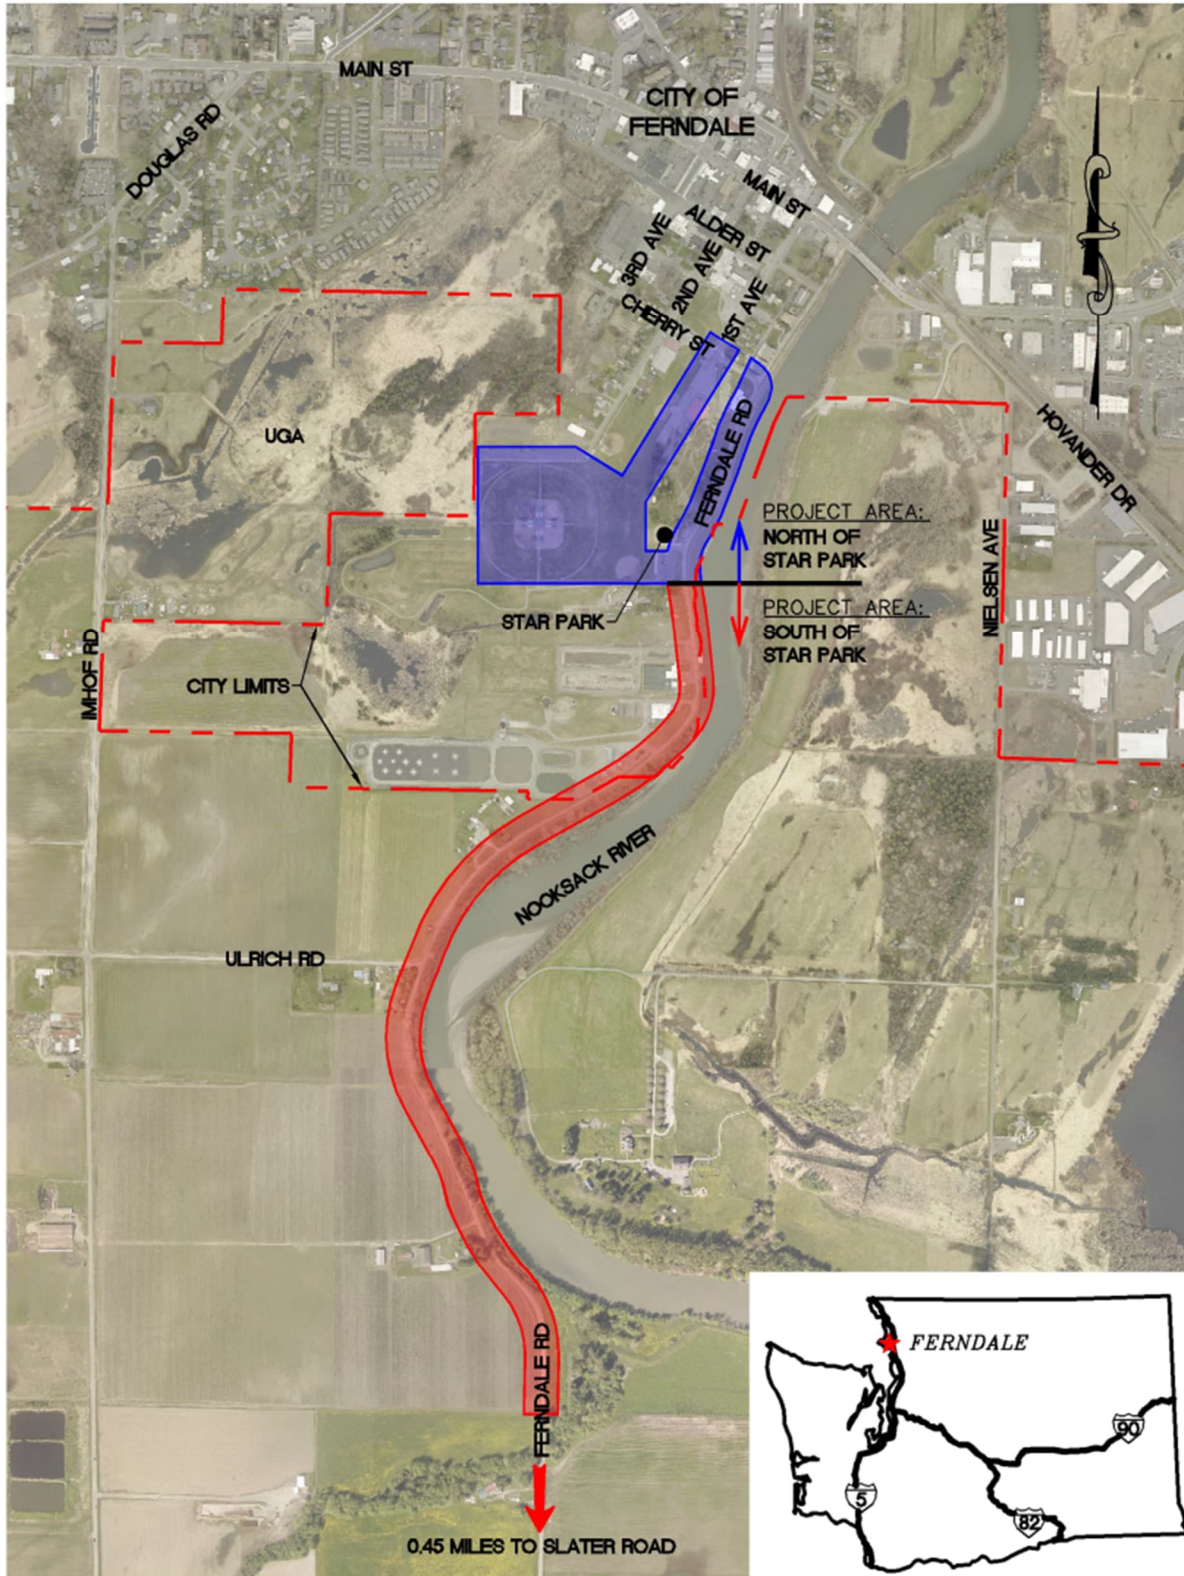 MAIN ST
CITY OF
FERNDALE
DOUGLAS RD
MAIN ST
ALDER ST
3RD AVE
2ND AVE
1ST AVE
CHERRY ST
UGA
FERNDALE RD
HOVANDER DR
PROJECT AREA:
NORTH OF
STAR PARK
NIELSEN AVE
STAR PARK
PROJECT AREA:
SOUTH OF
STAR PARK
IMHOF RD
CITY LIMITS
NOOKSACK RIVER
ULRICH RD
FERNDALE RD
0.45 MILES TO SLATER ROAD
FERNDALE
90
5
82